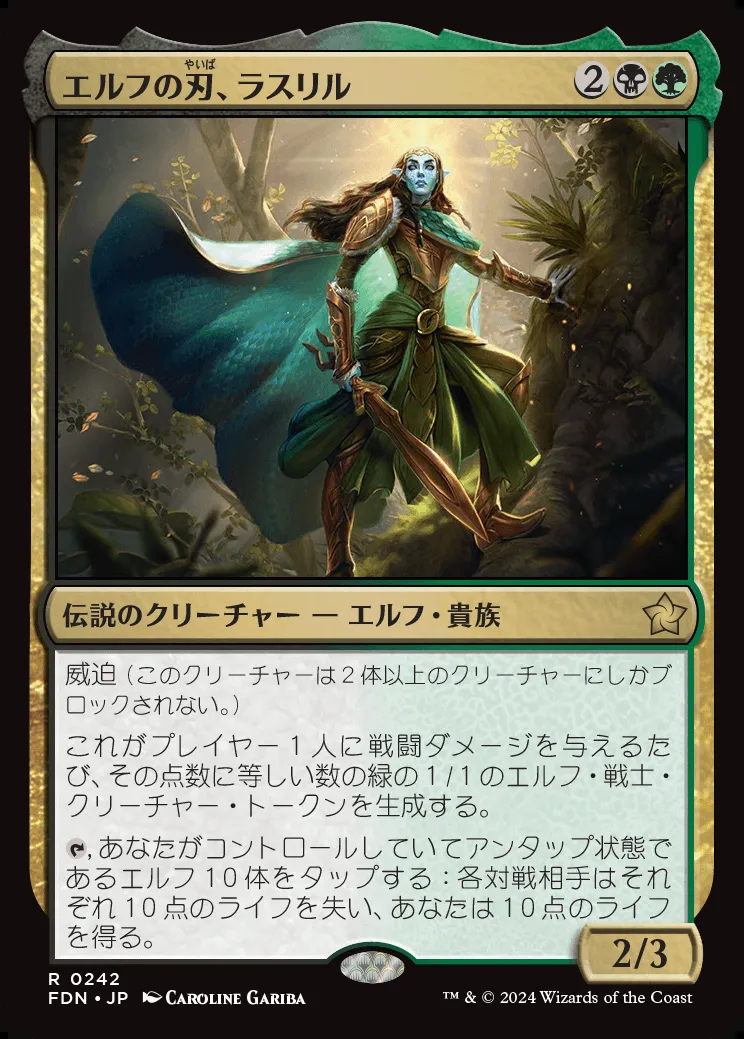 エルフの刃、ラスリル
やいば
2
伝説のクリーチャー — エルフ・貴族
威迫（このクリーチャーは２体以上のクリーチャーにしかブ
ロックされない。）
これがプレイヤー１人に戦闘ダメージを与えるた
び、その点数に等しい数の緑の１/１のエルフ・戦士・
クリーチャー・トークンを生成する。
,あなたがコントロールしていてアンタップ状態で
あるエルフ１０体をタップする：各対戦相手はそれ
ぞれ１０点のライフを失い、あなたは１０点のライフ
を得る。
2/3
R 0242
FDN • JP CAROLINE GARIBA
™ & © 2024 Wizards of the Coast